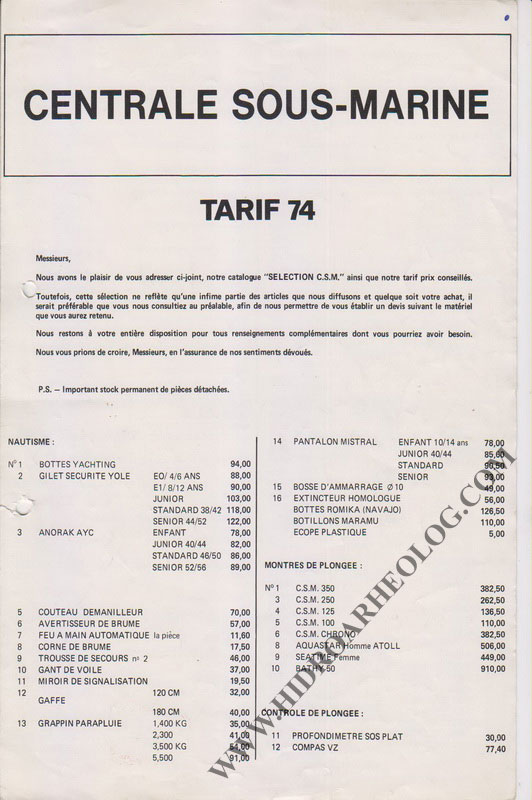 CENTRALE SOUS-MARINE
TARIF 74
Messieurs,
Nous avons le plaisir de vous adresser ci-joint, notre catalogue "SELECTION C.S.M." ainsi que notre tarif prix conseillés.
Toutefois, cette sélection ne reflète qu'une infime partie des articles que nous diffusons et quelque soit votre achat, il
serait préférable que vous nous consultiez au préalable, afin de nous permettre de vous établir un devis suivant le matériel
que vous aurez retenu.
Nous restons à votre entière disposition pour tous renseignements complémentaires dont vous pourriez avoir besoin.
Nous vous prions de croire, Messieurs, en l'assurance de nos sentiments dévoués.
P.S. — Important stock permanent de pièces détachées.
NAUTISME :
N° 1 BOTTES YACHTING 94,00
2 GILET SECURITE YOLE EO/ 4/6 ANS 88,00
E1/ 8/12 ANS 90,00
JUNIOR 103,00
STANDARD 38/42 118,00
SENIOR 44/52 122,00
3 ANORAK AYC ENFANT 78,00
JUNIOR 40/44 82,00
STANDARD 46/50 86,00
SENIOR 52/56 89,00
5 COUTEAU DEMANILLEUR 70,00
6 AVERTISSEUR DE BRUME 57,00
7 FEU A MAIN AUTOMATIQUE la pièce 11,60
8 CORNE DE BRUME 17,50
9 TROUSSE DE SECOURS n° 2 46,00
10 GANT DE VOILE 37,00
11 MIROIR DE SIGNALISATION 19,50
12 120 CM 32,00
GAFFE
180 CM 40,00
13 GRAPPIN PARAPLUIE 1,400 KG 35,00
2,300 41,00
3,500 KG 54,00
5,500 91,00
14 PANTALON MISTRAL ENFANT 10/14 ans 78,00
JUNIOR 40/44 85,00
STANDARD 90,50
SENIOR 93,00
15 BOSSE D'AMMARRAGE Ø 10 49,00
16 EXTINCTEUR HOMOLOGUE 56,00
BOTTES ROMIKA (NAVAJO) 126,50
BOTILLONS MARAMU 110,00
ECOPE PLASTIQUE 5,00
MONTRES DE PLONGEE :
N° 1 C.S.M. 350 382,50
3 C.S.M. 250 262,50
4 C.S.M. 125 136,50
5 C.S.M. 100 110,00
6 C.S.M. CHRONO 382,50
8 AQUASTAR Homme ATOLL 506,00
9 SEATIME Femme 449,00
10 BATHY 50 910,00
CONTROLE DE PLONGEE :
11 PROFONDIMETRE SOS PLAT 30,00
12 COMPAS VZ 77,40
WWW.HIDROARHEOLOG.COM